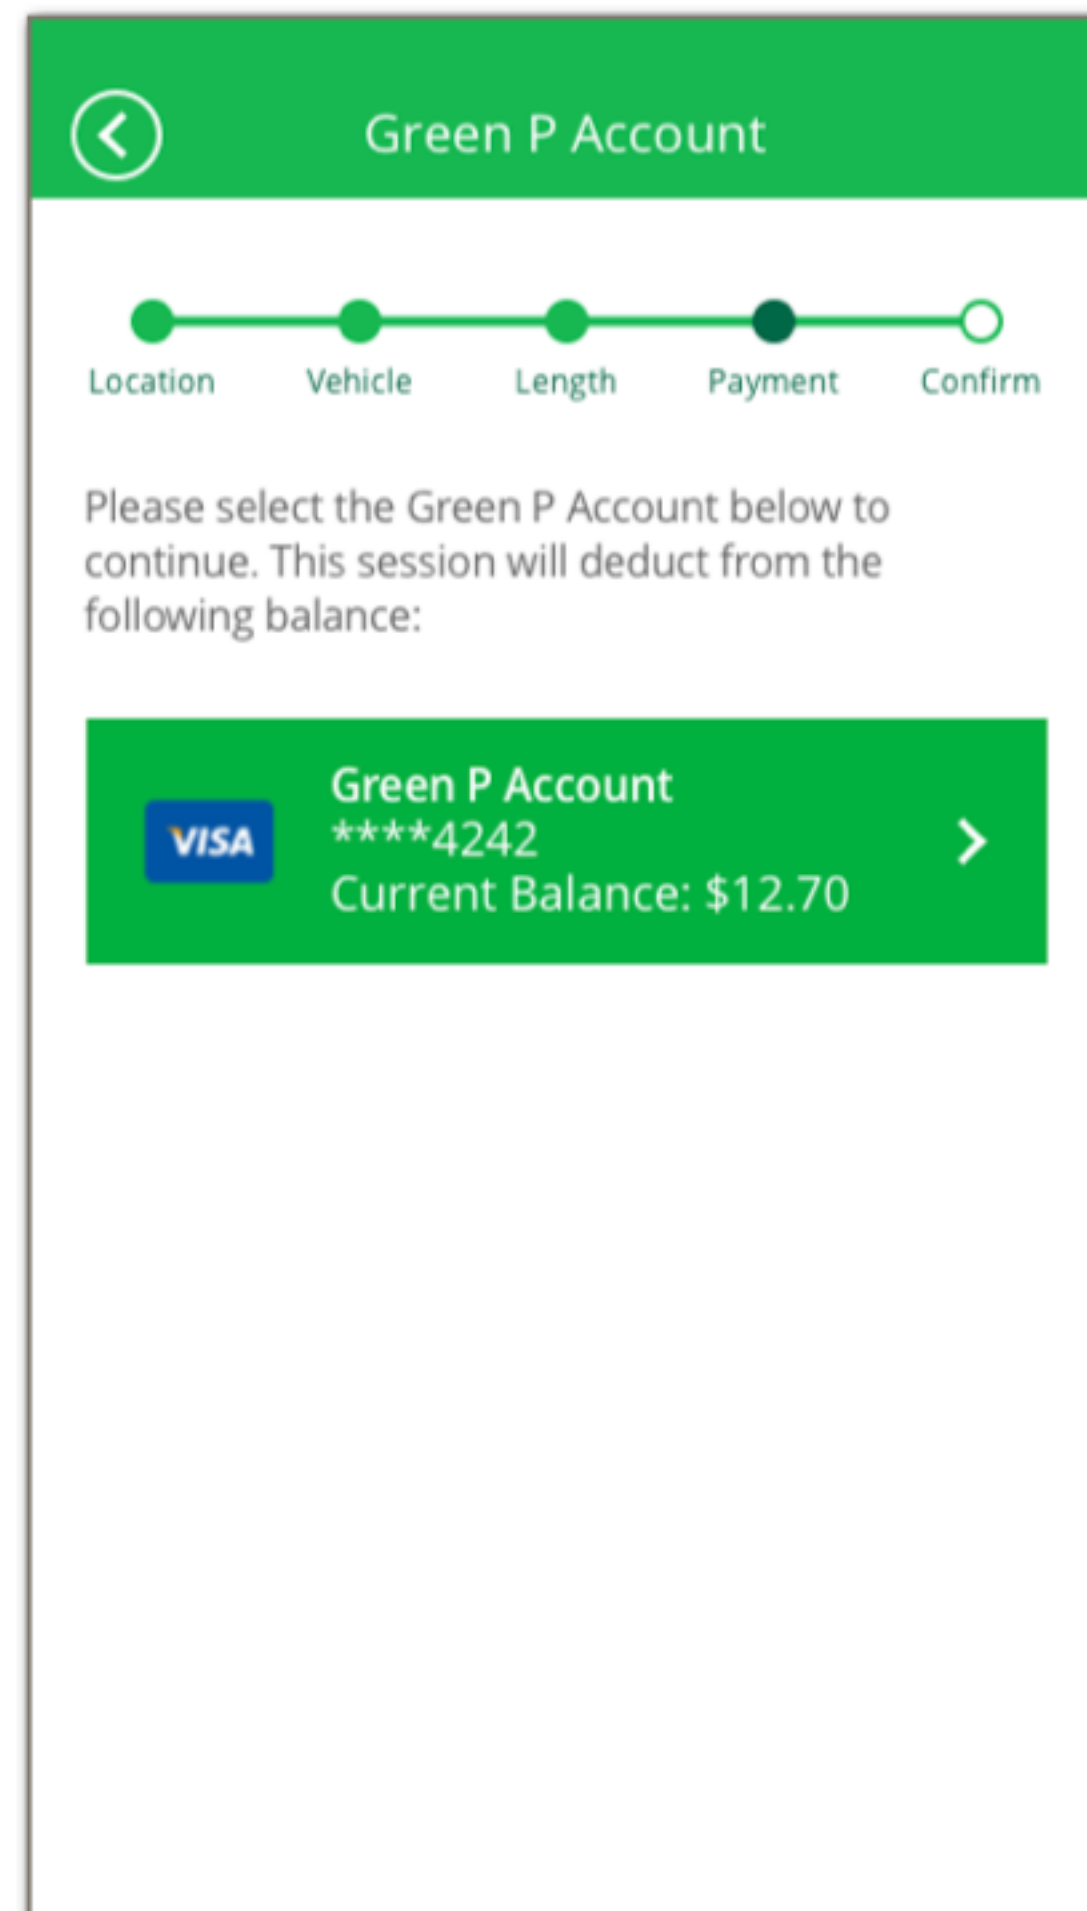 Green P Account
Location Vehicle Length Payment Confirm
Please select the Green P Account below to
continue. This session will deduct from the
following balance:
Green P Account
VISA ****4242
Current Balance: $12.70